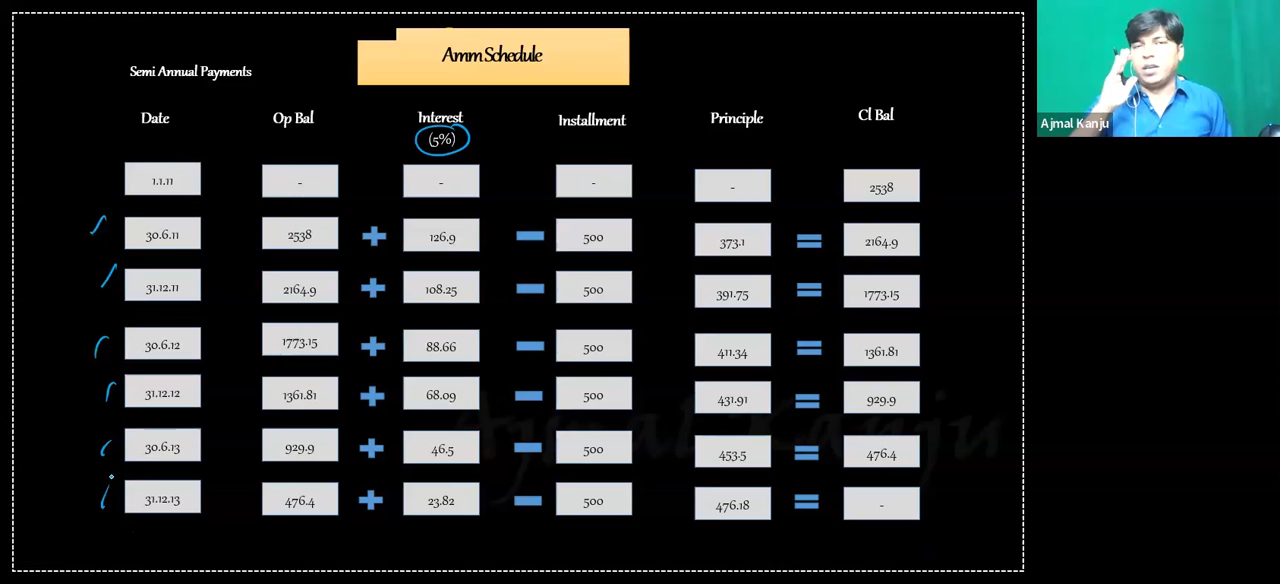 Amm Schedule
Semi Annual Payments
Date Op Bal Interest Installment Principle Cl Bal
(5%)
1.1.11 - - - - 2538
30.6.11 2538 + 126.9 - 500 373.1 = 2164.9
31.12.11 2164.9 + 108.25 - 500 391.75 = 1773.15
30.6.12 1773.15 + 88.66 - 500 411.34 = 1361.81
31.12.12 1361.81 + 68.09 - 500 431.91 = 929.9
30.6.13 929.9 + 46.5 - 500 453.5 = 476.4
31.12.13 476.4 + 23.82 - 500 476.18 = -
Ajmal Kanju
Ajmal Kanju